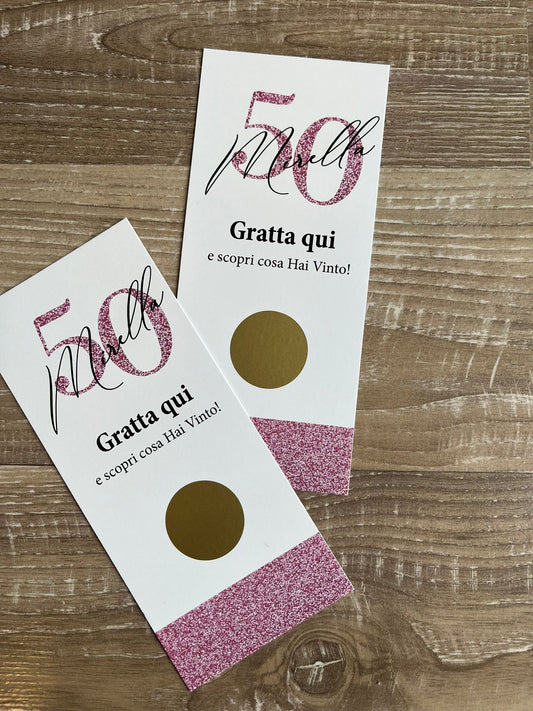 50
Mirella
Gratta qui
e scopri cosa Hai Vinto!
50
Mirella
Gratta qui
e scopri cosa Hai Vinto!